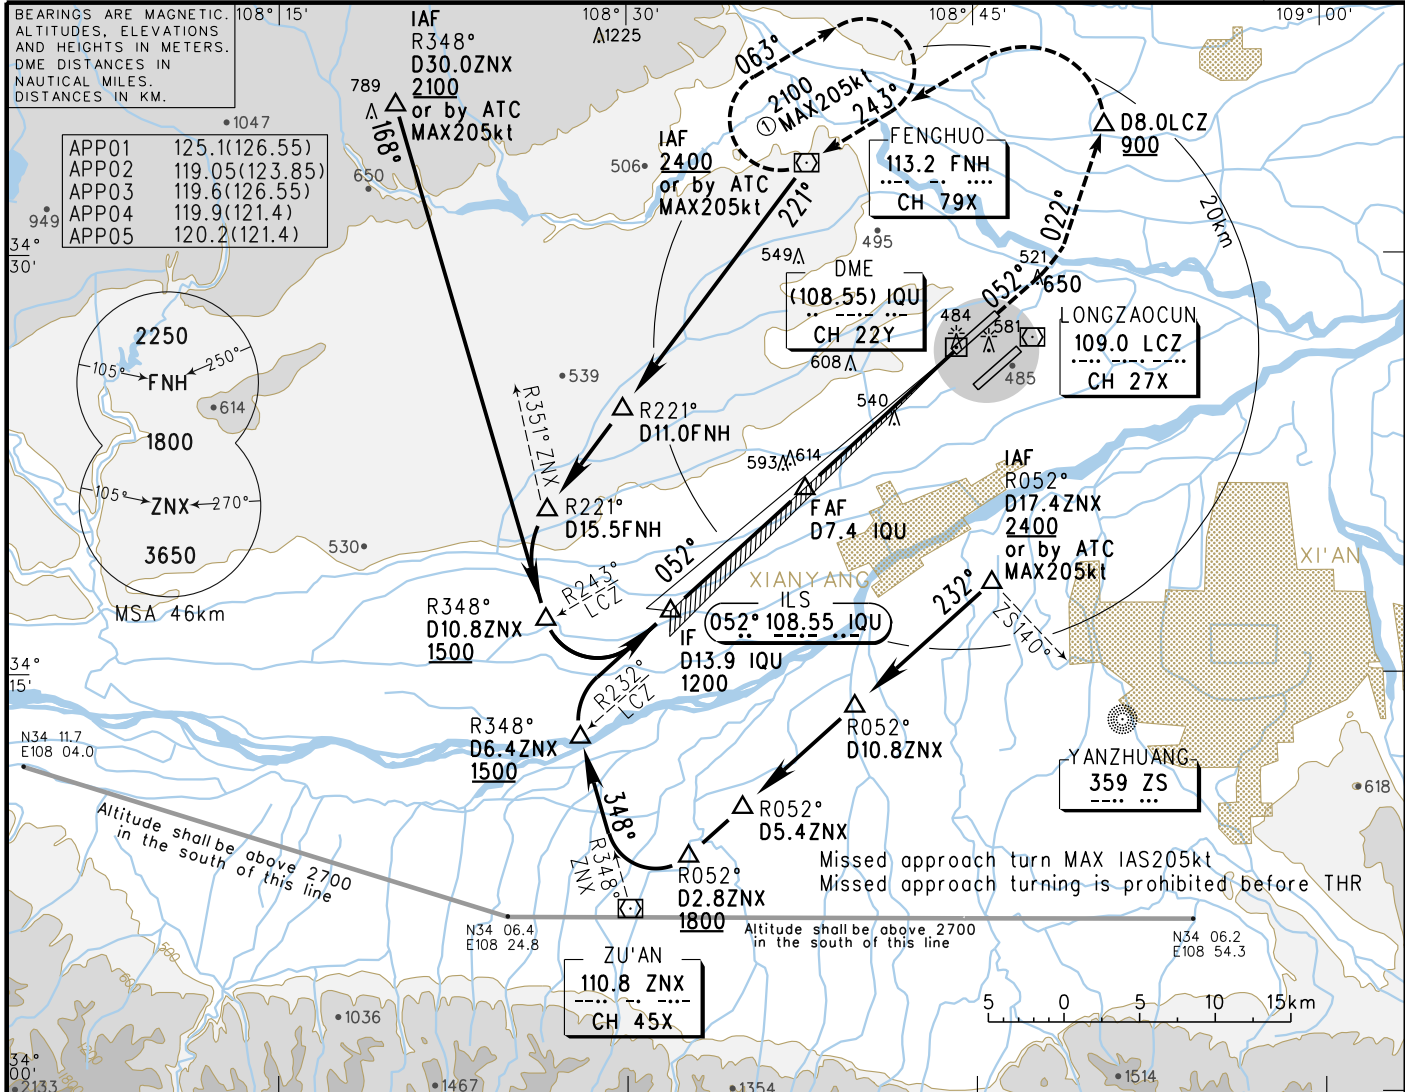 BEARINGS ARE MAGNETIC.
ALTITUDES, ELEVATIONS
AND HEIGHTS IN METERS.
DME DISTANCES IN
NAUTICAL MILES.
DISTANCES IN KM.
108° 15'
108° 30'
108° 45'
109° 00'
IAF
R348°
D30.0ZNX
2100
or by ATC
MAX205kt
1225
789
168°
1047
650
949
APP01 125.1(126.55)
APP02 119.05(123.85)
APP03 119.6(126.55)
APP04 119.9(121.4)
APP05 120.2(121.4)
34°
30'
063°
① 2100
MAX205kt
243°
506
IAF
2400
or by ATC
MAX205kt
221°
FENGHUO
113.2 FNH
CH 79X
D8.0LCZ
900
022°
20km
495
549
521
650
052°
DME
(108.55) IQU
CH 22Y
484
581
485
608
540
LONGZAOCUN
109.0 LCZ
CH 27X
2250
105°
250°
FNH
614
1800
105°
ZNX
270°
3650
MSA 46km
539
R351° ZNX
R221°
D11.0FNH
R221°
D15.5FNH
530
593
614
FAF
D7.4 IQU
IAF
R052°
D17.4ZNX
2400
or by ATC
MAX205kt
XIANYANG
XI'AN
052°
R243°
LCZ
R348°
D10.8ZNX
1500
ILS
052° 108.55 IQU
IF
D13.9 IQU
1200
232°
ZS140°
34°
15'
R232°
LCZ
R348°
D6.4ZNX
1500
R052°
D10.8ZNX
YANZHUANG
359 ZS
618
N34 11.7
E108 04.0
Altitude shall be above 2700
in the south of this line
348°
R348°
ZNX
R052°
D5.4ZNX
R052°
D2.8ZNX
1800
Missed approach turn MAX IAS205kt
Missed approach turning is prohibited before THR
N34 06.4
E108 24.8
Altitude shall be above 2700
in the south of this line
N34 06.2
E108 54.3
ZU'AN
110.8 ZNX
CH 45X
5 0 5 10 15km
1036
34°
00'
2133
1467
1354
1514